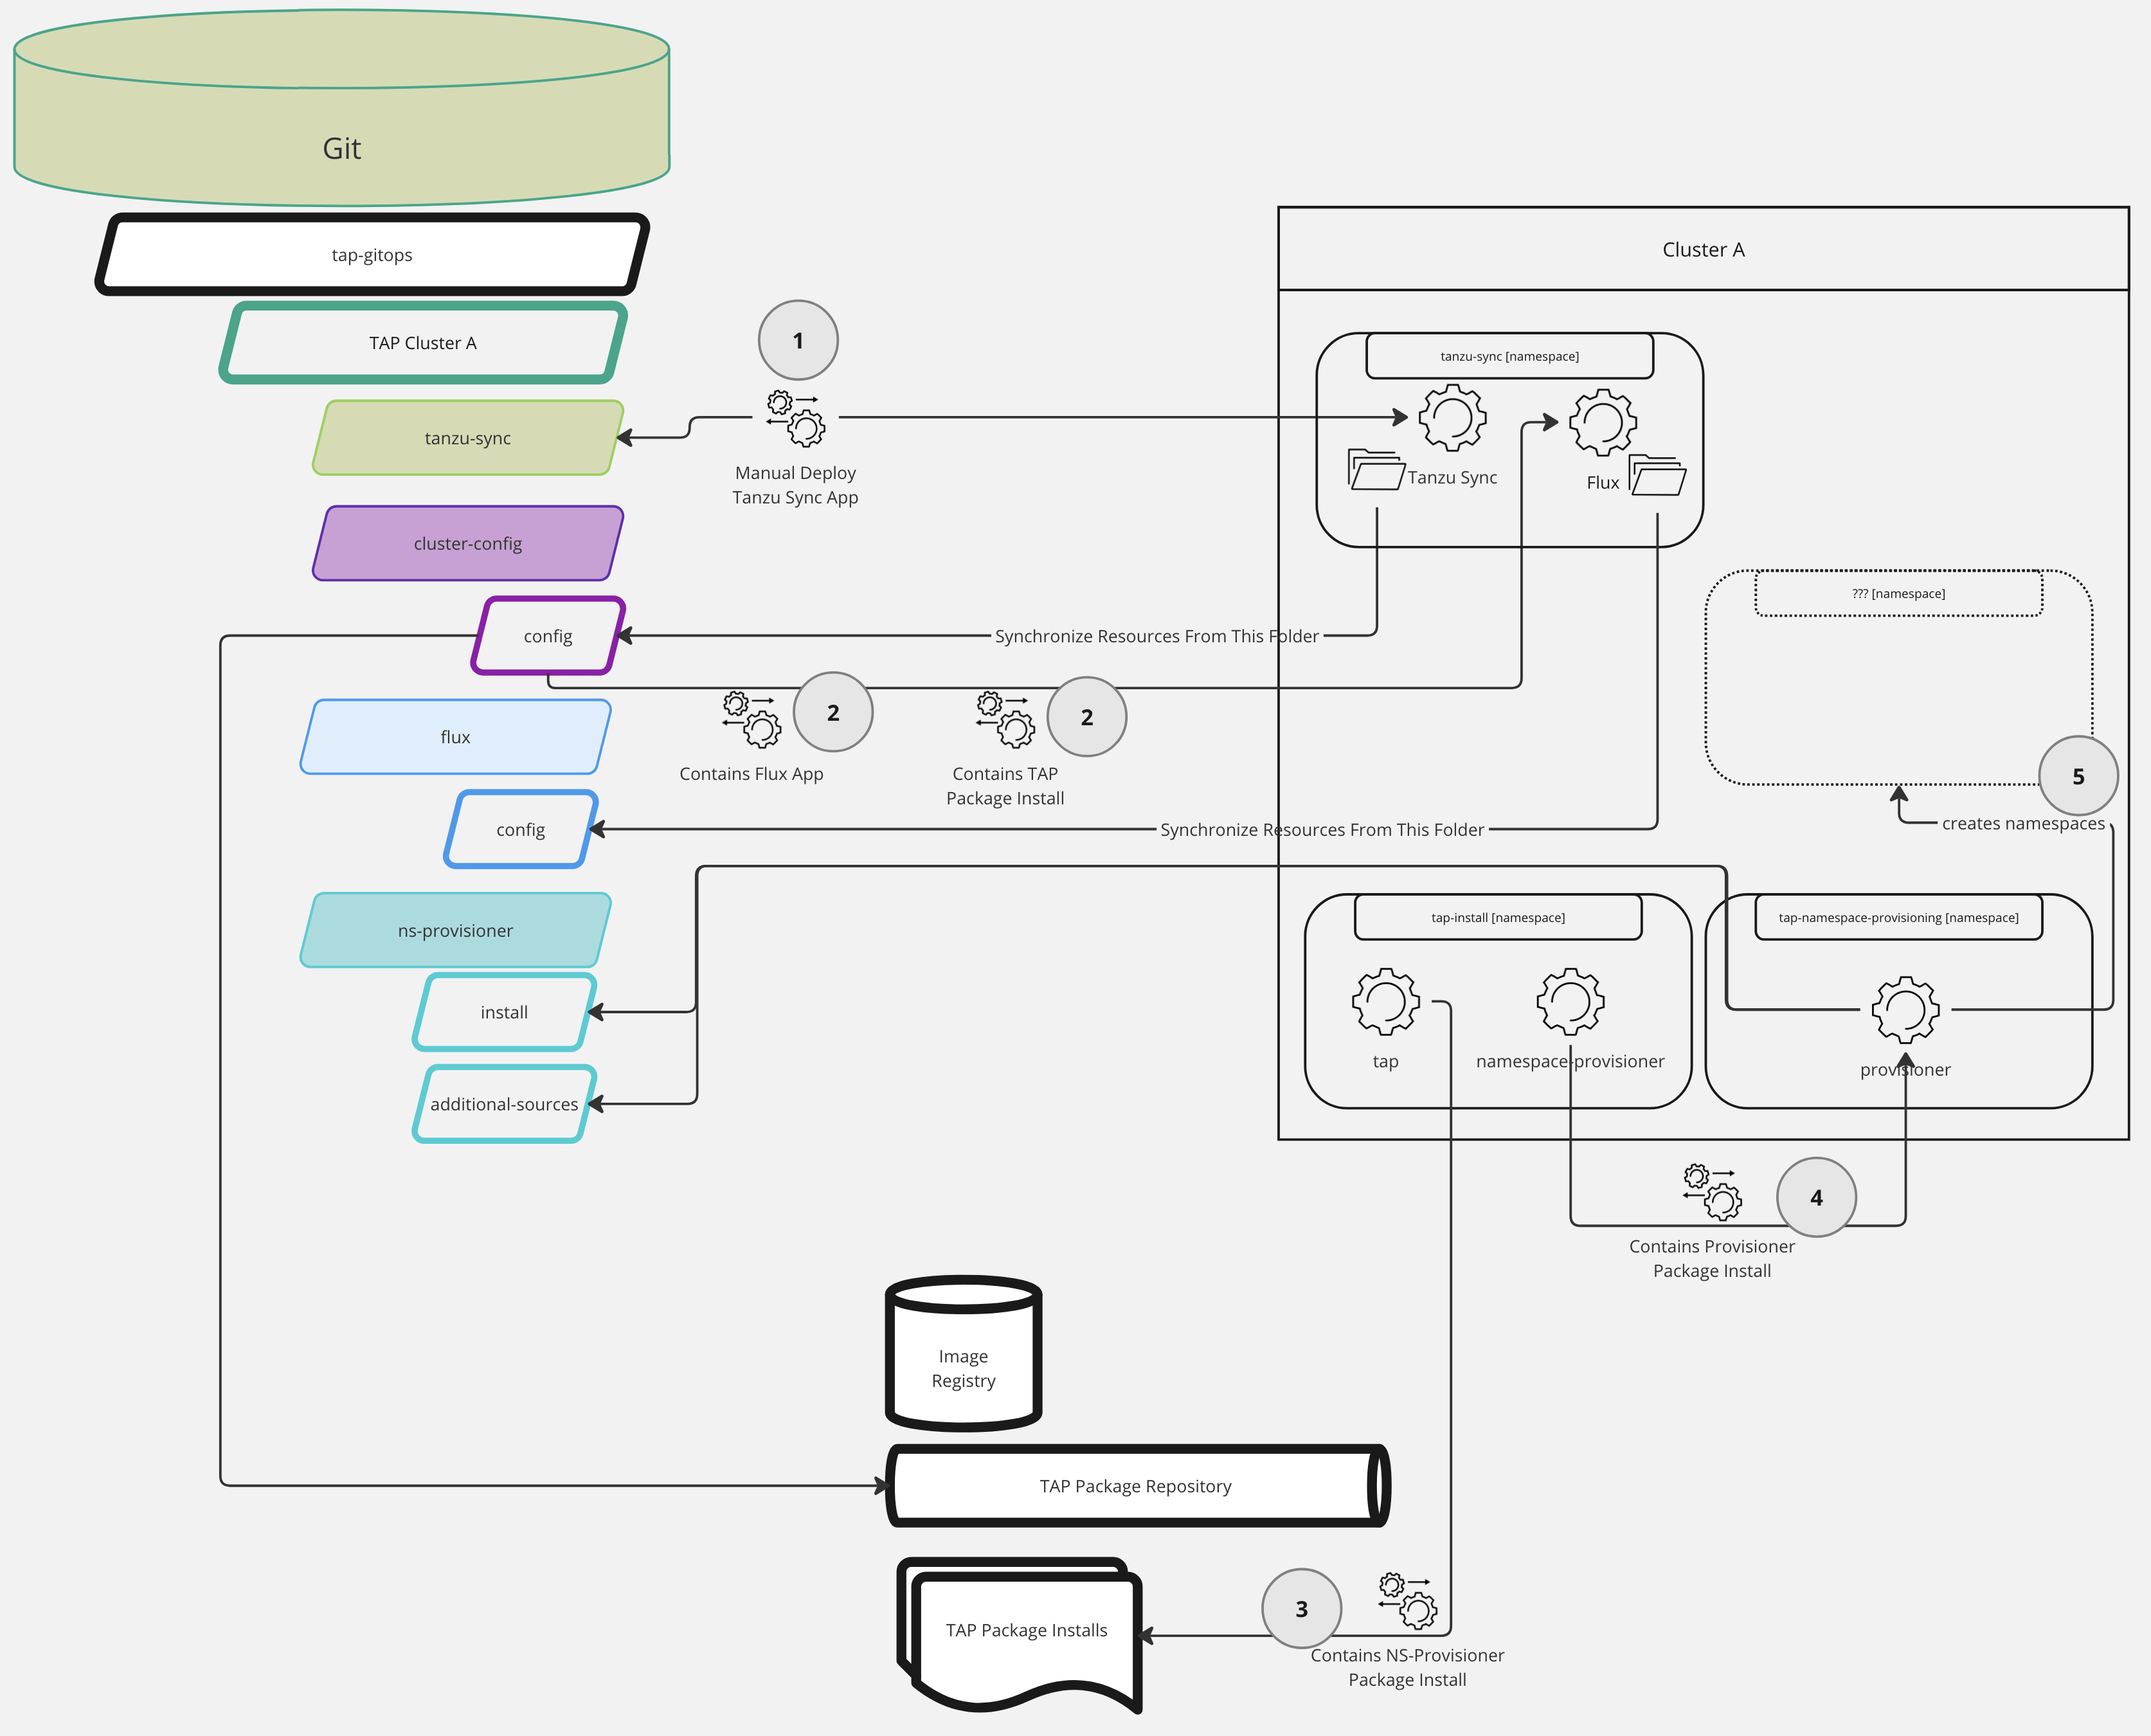 Git
tap-gitops
Cluster A
TAP Cluster A
1
tanzu-sync [namespace]
tanzu-sync
Manual Deploy
Tanzu Sync App
Tanzu Sync
Flux
cluster-config
??? [namespace]
config
Synchronize Resources From This Folder
flux
2
2
Contains Flux App
Contains TAP
Package Install
5
config
Synchronize Resources From This Folder
creates namespaces
ns-provisioner
tap-install [namespace]
tap-namespace-provisioning [namespace]
install
tap
namespace-provisioner
provisioner
additional-sources
4
Contains Provisioner
Package Install
Image
Registry
TAP Package Repository
TAP Package Installs
3
Contains NS-Provisioner
Package Install